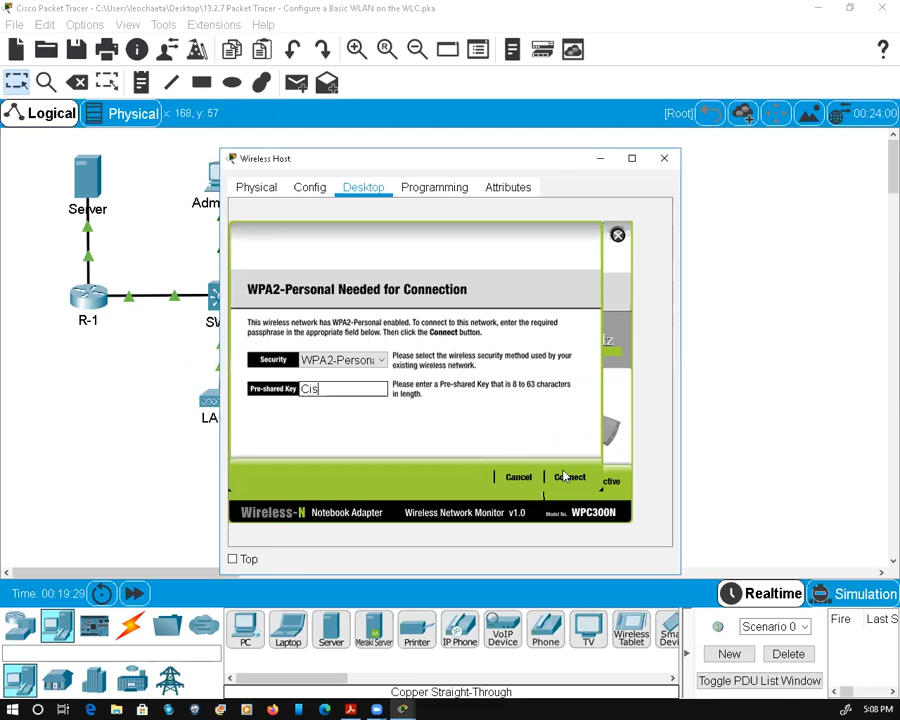 Cisco Packet Tracer - C:\Users\leochaeta\Desktop\13.2.7 Packet Tracer - Configure a Basic WLAN on the WLC.pka
File Edit Options View Tools Extensions Help
Logical Physical x: 168, y: 57 [Root] 00:24:00
Wireless Host
Physical Config Desktop Programming Attributes
Server
Adm
R-1
SW
LA
WPA2-Personal Needed for Connection
This wireless network has WPA2-Personal enabled. To connect to this network, enter the required
passphrase in the appropriate field below. Then click the Connect button.
Security WPA2-Persona Please select the wireless security method used by your
existing wireless network.
Pre-shared Key Cis Please enter a Pre-shared Key that is 8 to 63 characters
in length.
Cancel Connect ctive
Wireless-N Notebook Adapter Wireless Network Monitor v1.0 Model No. WPC300N
Top
Time: 00:19:29 Realtime Simulation
PC Laptop Server Meraki Server Printer IP Phone VoIP Device Phone TV Wireless Tablet
Scenario 0 Fire Last S
New Delete
Toggle PDU List Window
Copper Straight-Through
5:08 PM